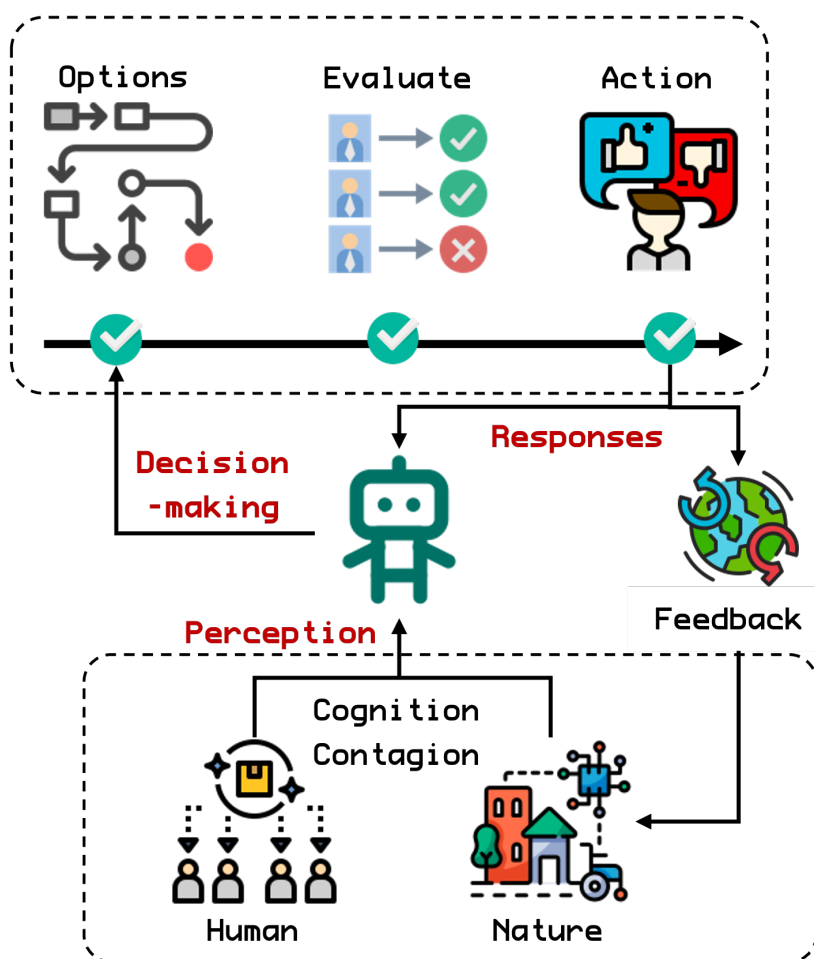 Options
Evaluate
Action
Responses
Decision
-making
Perception
Feedback
Cognition
Contagion
Human
Nature